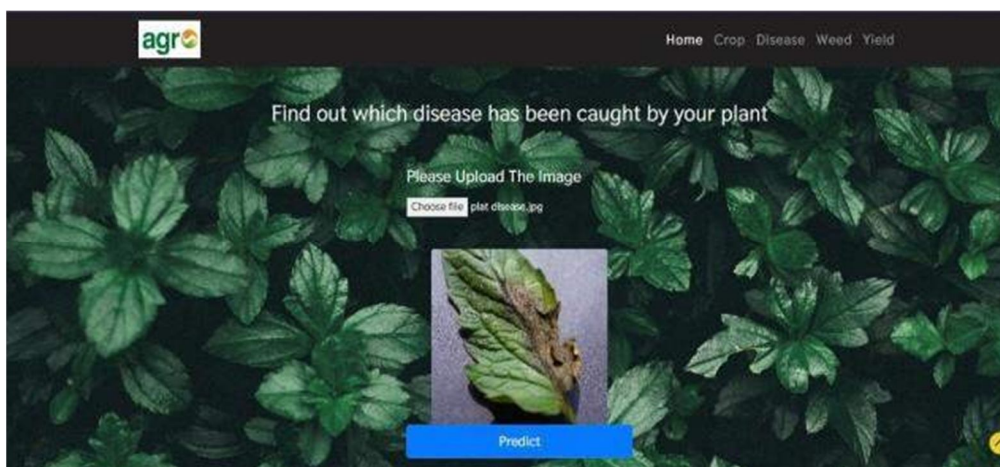 agro
Home Crop Disease Weed Yield
Find out which disease has been caught by your plant
Please Upload The Image
Choose file plat disease.jpg
Predict